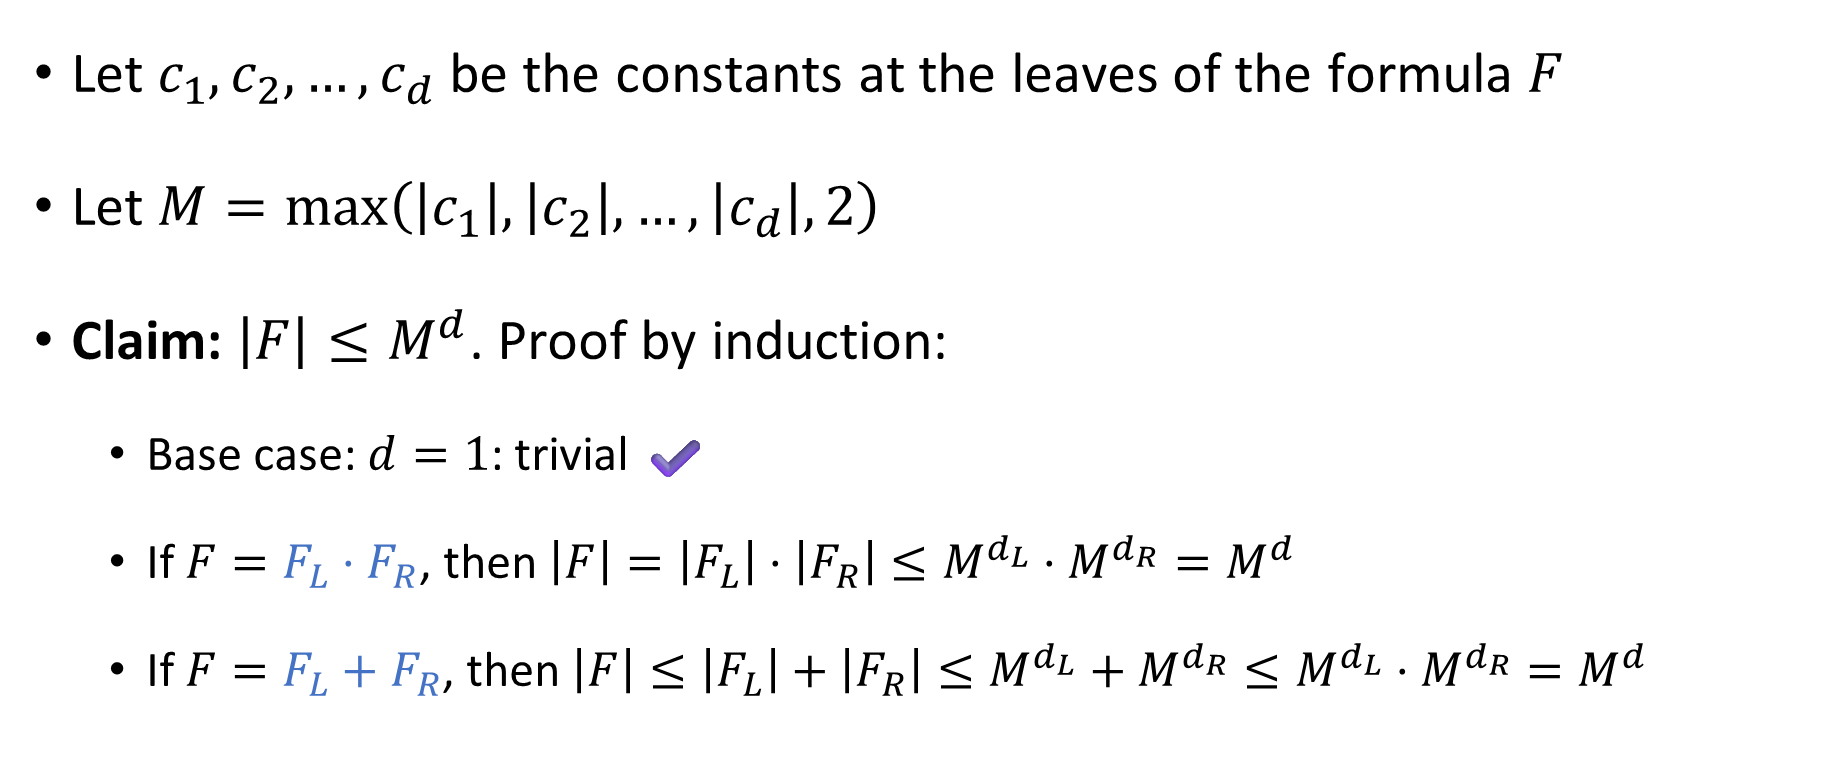 • Let 𝑐₁, 𝑐₂, … , 𝑐_𝑑 be the constants at the leaves of the formula 𝐹
• Let 𝑀 = max(|𝑐₁|, |𝑐₂|, … , |𝑐_𝑑|, 2)
• Claim: |𝐹| ≤ 𝑀^𝑑. Proof by induction:
• Base case: 𝑑 = 1: trivial ✔
• If 𝐹 = 𝐹_𝐿 ⋅ 𝐹_𝑅, then |𝐹| = |𝐹_𝐿| ⋅ |𝐹_𝑅| ≤ 𝑀^{𝑑_𝐿} ⋅ 𝑀^{𝑑_𝑅} = 𝑀^𝑑
• If 𝐹 = 𝐹_𝐿 + 𝐹_𝑅, then |𝐹| ≤ |𝐹_𝐿| + |𝐹_𝑅| ≤ 𝑀^{𝑑_𝐿} + 𝑀^{𝑑_𝑅} ≤ 𝑀^{𝑑_𝐿} ⋅ 𝑀^{𝑑_𝑅} = 𝑀^𝑑